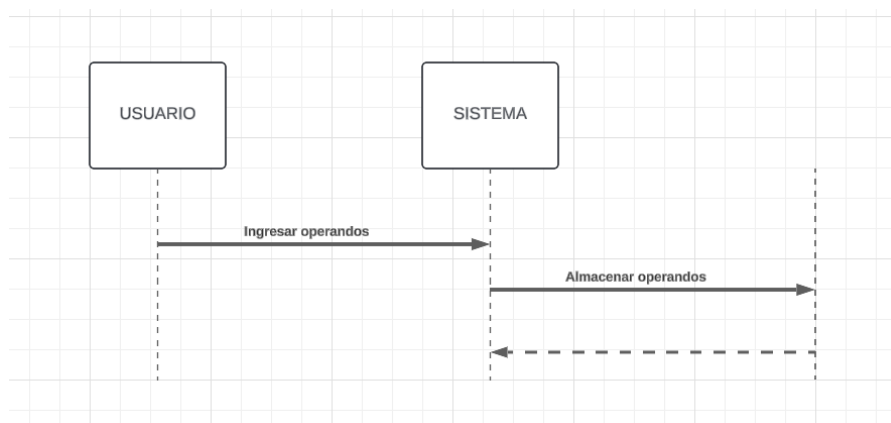 USUARIO
SISTEMA
Ingresar operandos
Almacenar operandos